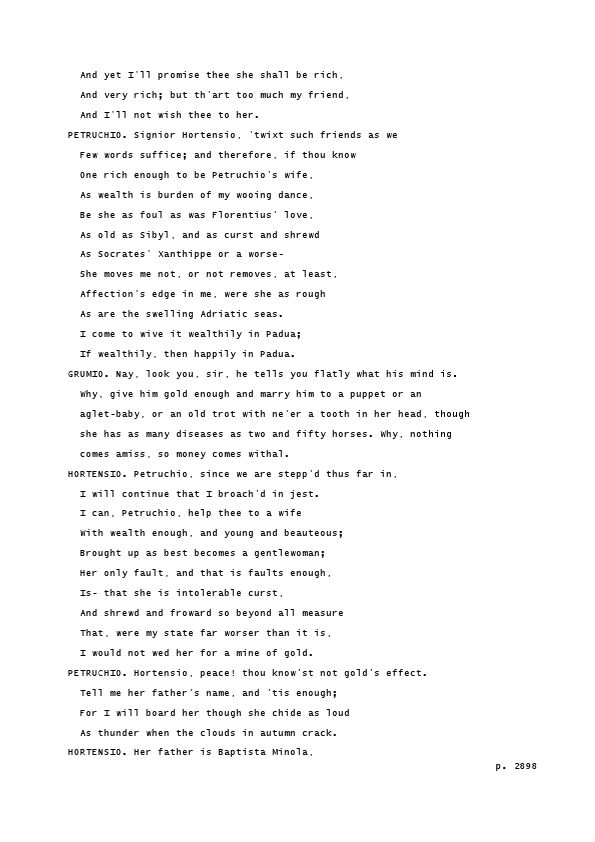 And yet I'll promise thee she shall be rich,
And very rich; but th'art too much my friend,
And I'll not wish thee to her.
PETRUCHIO. Signior Hortensio, 'twixt such friends as we
Few words suffice; and therefore, if thou know
One rich enough to be Petruchio's wife,
As wealth is burden of my wooing dance,
Be she as foul as was Florentius' love,
As old as Sibyl, and as curst and shrewd
As Socrates' Xanthippe or a worse-
She moves me not, or not removes, at least,
Affection's edge in me, were she as rough
As are the swelling Adriatic seas.
I come to wive it wealthily in Padua;
If wealthily, then happily in Padua.
GRUMIO. Nay, look you, sir, he tells you flatly what his mind is.
Why, give him gold enough and marry him to a puppet or an
aglet-baby, or an old trot with ne'er a tooth in her head, though
she has as many diseases as two and fifty horses. Why, nothing
comes amiss, so money comes withal.
HORTENSIO. Petruchio, since we are stepp'd thus far in,
I will continue that I broach'd in jest.
I can, Petruchio, help thee to a wife
With wealth enough, and young and beauteous;
Brought up as best becomes a gentlewoman;
Her only fault, and that is faults enough,
Is- that she is intolerable curst,
And shrewd and froward so beyond all measure
That, were my state far worser than it is,
I would not wed her for a mine of gold.
PETRUCHIO. Hortensio, peace! thou know'st not gold's effect.
Tell me her father's name, and 'tis enough;
For I will board her though she chide as loud
As thunder when the clouds in autumn crack.
HORTENSIO. Her father is Baptista Minola,
p. 2898